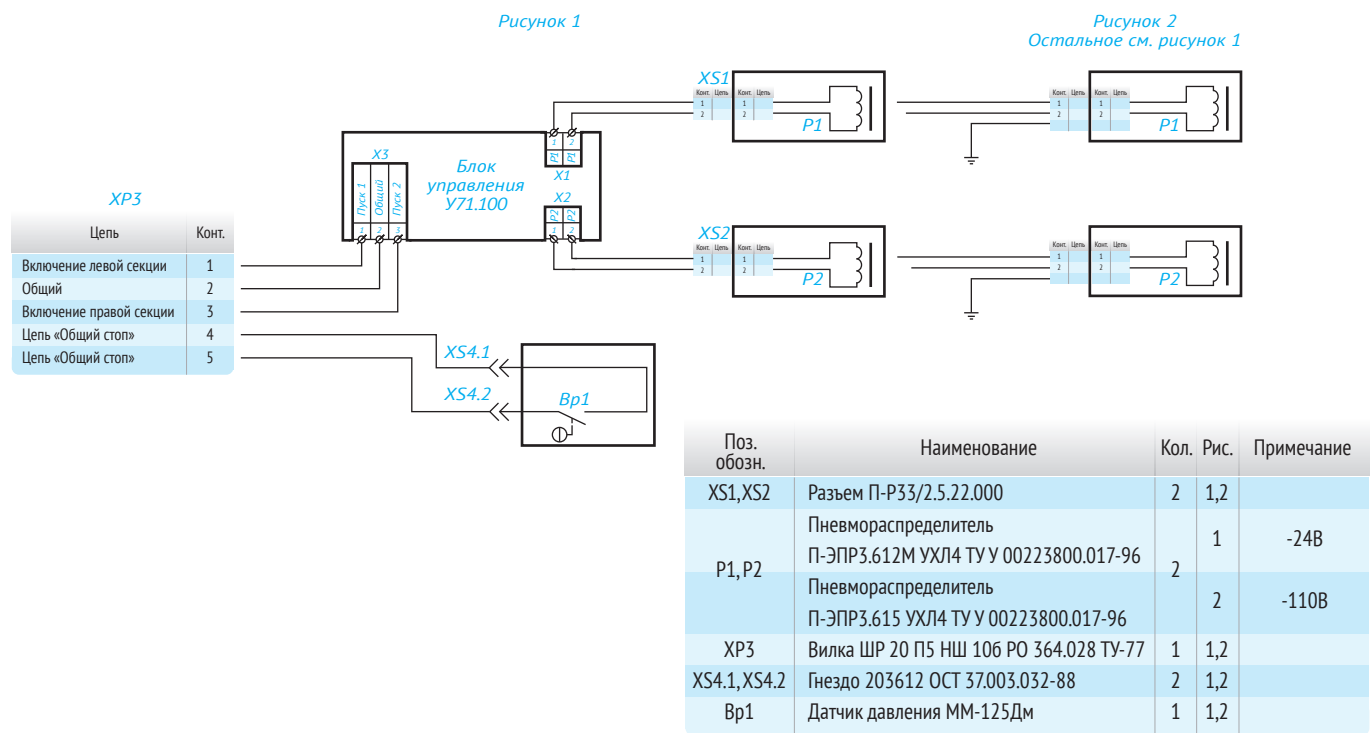 Рисунок 1
Рисунок 2
Остальное см. рисунок 1
XS1
Конт. Цепь Конт. Цепь
1 1
2 2
P1
Конт. Цепь Конт. Цепь
1 1
2 2
P1
1 2
P1 P1
X1
X3
Пуск 1 Общий Пуск 2
1 2 3
Блок
управления
У71.100
X2
P2 P2
1 2
XS2
Конт. Цепь Конт. Цепь
1 1
2 2
P2
Конт. Цепь Конт. Цепь
1 1
2 2
P2
XP3
Цепь Конт.
Включение левой секции 1
Общий 2
Включение правой секции 3
Цепь «Общий стоп» 4
Цепь «Общий стоп» 5
XS4.1
XS4.2
Вр1
Поз.
обозн.
Наименование Кол. Рис. Примечание
XS1,XS2 Разъем П-Р33/2.5.22.000 2 1,2
P1,P2
Пневмораспределитель
П-ЭПР3.612М УХЛ4 ТУ У 00223800.017-96
2
1 -24В
Пневмораспределитель
П-ЭПР3.615 УХЛ4 ТУ У 00223800.017-96
2 -110В
XP3 Вилка ШР 20 П5 НШ 10б РО 364.028 ТУ-77 1 1,2
XS4.1,XS4.2 Гнездо 203612 ОСТ 37.003.032-88 2 1,2
Вр1 Датчик давления ММ-125Дм 1 1,2